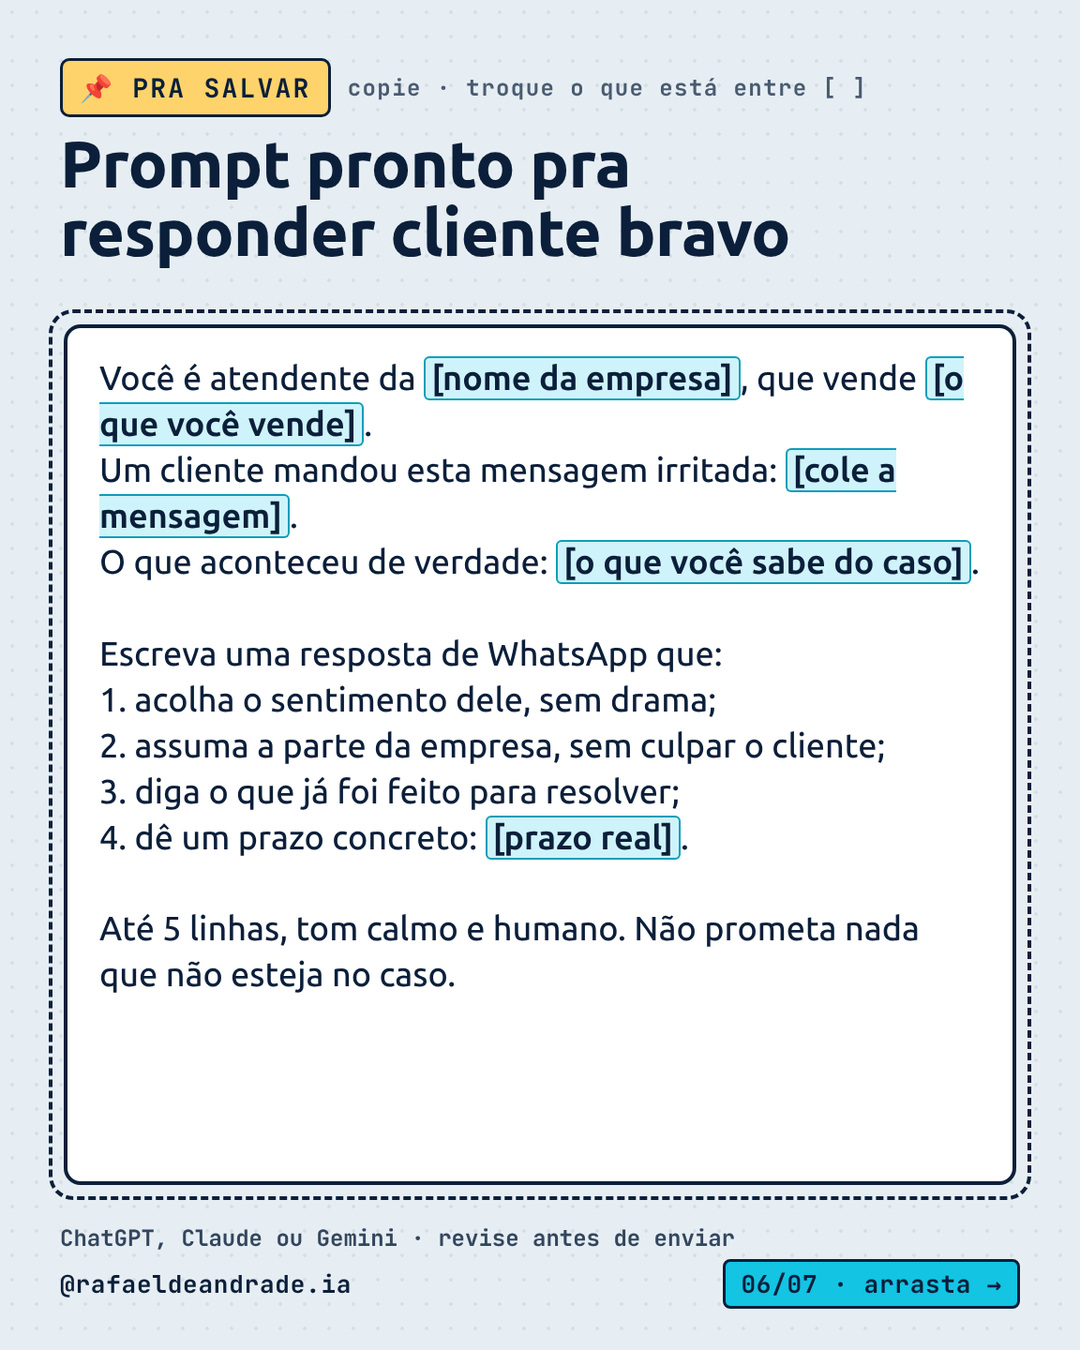 📌 PRA SALVAR copie · troque o que está entre [ ]
Prompt pronto pra
responder cliente bravo
Você é atendente da [nome da empresa], que vende [o
que você vende].
Um cliente mandou esta mensagem irritada: [cole a
mensagem].
O que aconteceu de verdade: [o que você sabe do caso].
Escreva uma resposta de WhatsApp que:
1. acolha o sentimento dele, sem drama;
2. assuma a parte da empresa, sem culpar o cliente;
3. diga o que já foi feito para resolver;
4. dê um prazo concreto: [prazo real].
Até 5 linhas, tom calmo e humano. Não prometa nada
que não esteja no caso.
ChatGPT, Claude ou Gemini · revise antes de enviar
@rafaeldeandrade.ia
06/07 · arrasta →